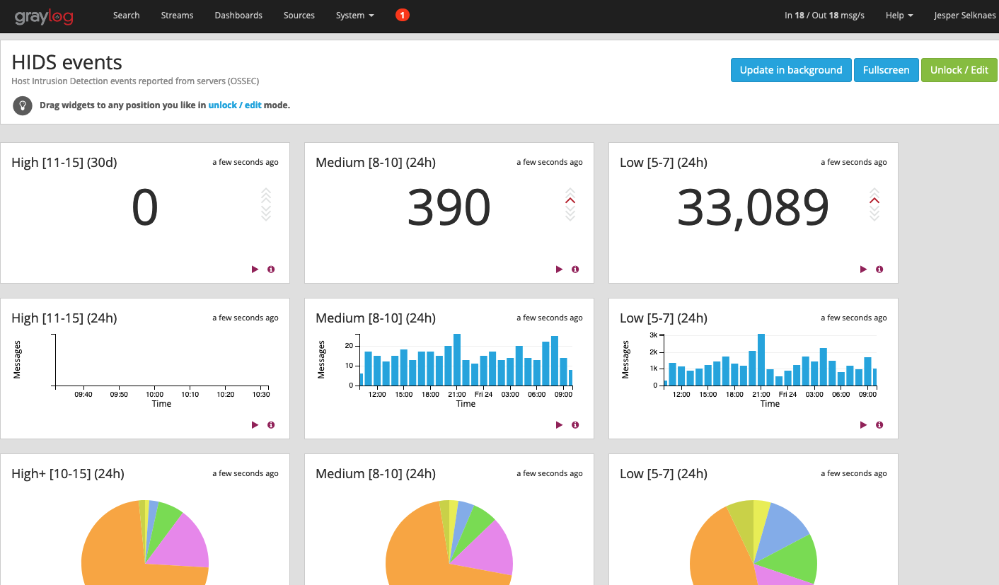 graylog Search Streams Dashboards Sources System 1 In 18 / Out 18 msg/s Help Jesper Selknaes
HIDS events
Host Intrusion Detection events reported from servers (OSSEC)
Update in background Fullscreen Unlock / Edit
Drag widgets to any position you like in unlock / edit mode.
High [11-15] (30d) a few seconds ago
0
Medium [8-10] (24h) a few seconds ago
390
Low [5-7] (24h) a few seconds ago
33,089
High [11-15] (24h) a few seconds ago
Messages
09:40 09:50 10:00 10:10 10:20 10:30
Time
Medium [8-10] (24h) a few seconds ago
Messages
20
10
0
12:00 15:00 18:00 21:00 Fri 24 03:00 06:00 09:00
Time
Low [5-7] (24h) a few seconds ago
Messages
3k
2k
1k
0
12:00 15:00 18:00 21:00 Fri 24 03:00 06:00 09:00
Time
High+ [10-15] (24h) a few seconds ago
Medium [8-10] (24h) a few seconds ago
Low [5-7] (24h) a few seconds ago